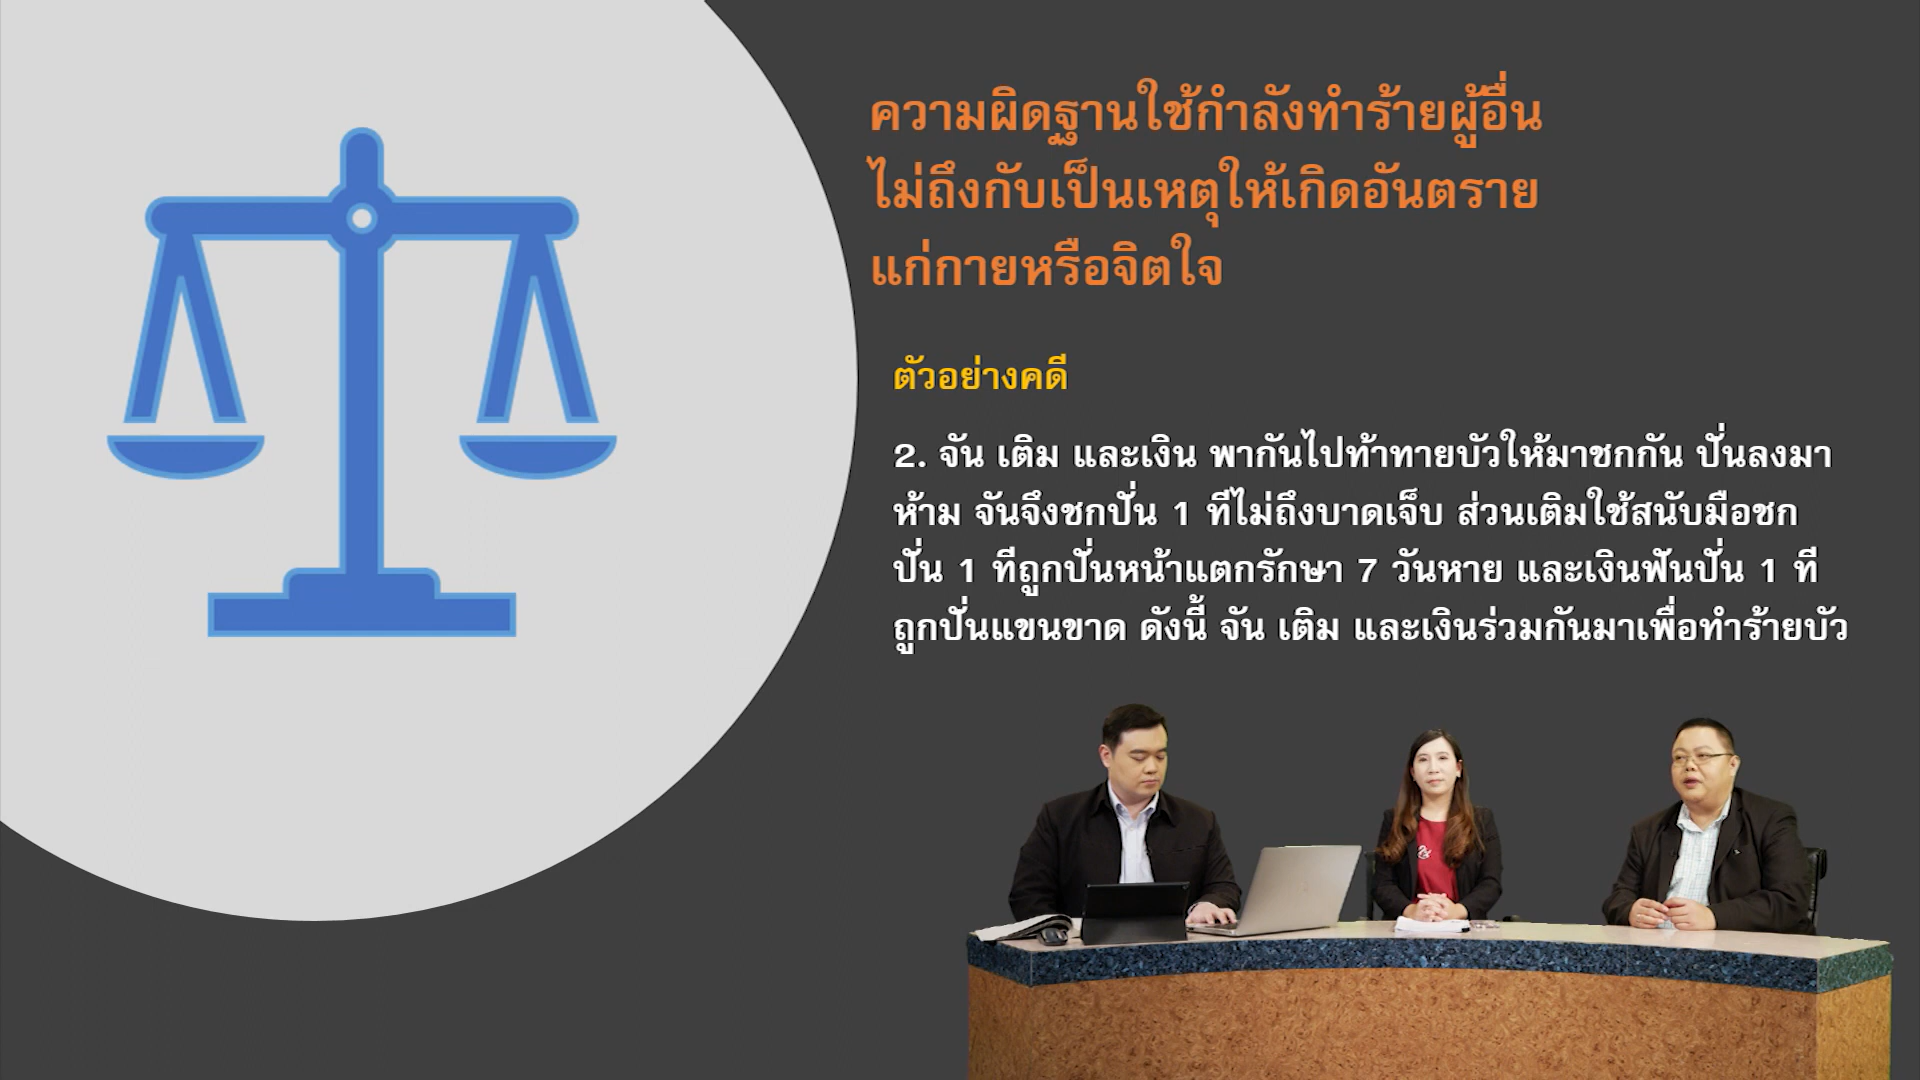 ความผิดฐานใช้กำลังทำร้ายผู้อื่น
ไม่ถึงกับเป็นเหตุให้เกิดอันตราย
แก่กายหรือจิตใจ
ตัวอย่างคดี
2. จัน เติม และเงิน พากันไปท้าทายบัวให้มาชกกัน ปั่นลงมา
ห้าม จันจึงชกปั่น 1 ทีไม่ถึงบาดเจ็บ ส่วนเติมใช้สนับมือชก
ปั่น 1 ทีถูกปั่นหน้าแตกรักษา 7 วันหาย และเงินฟันปั่น 1 ที
ถูกปั่นแขนขาด ดังนี้ จัน เติม และเงินร่วมกันมาเพื่อทำร้ายบัว